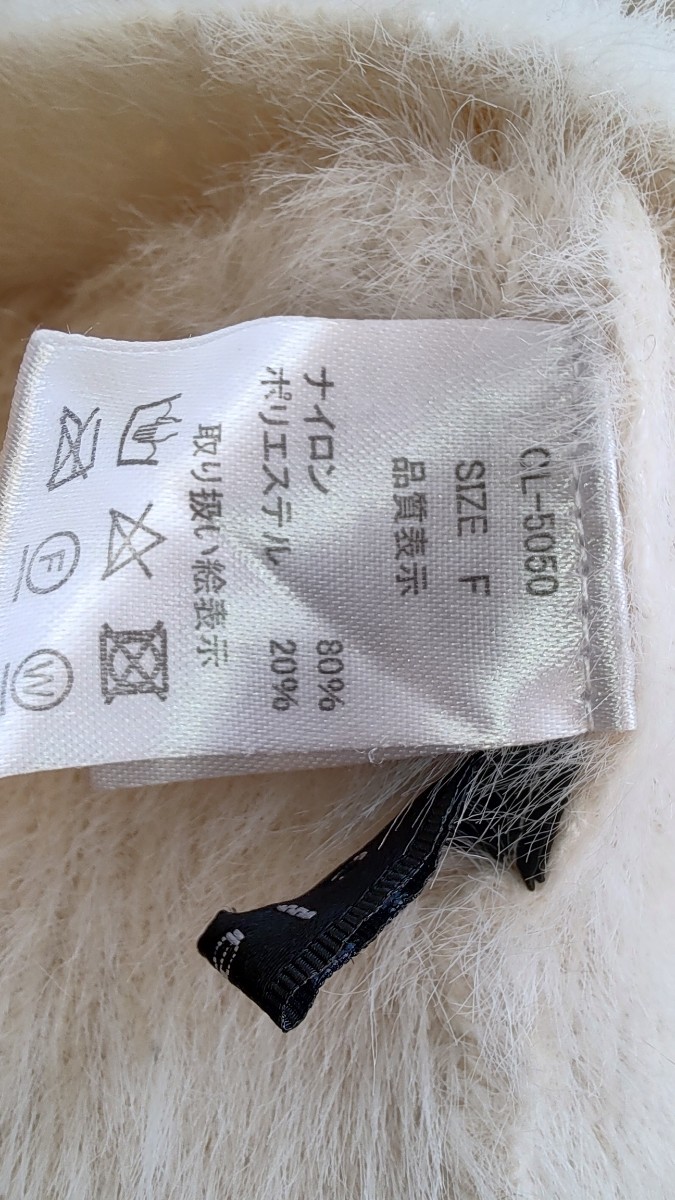 CL-5050
SIZE F
品質表示
ナイロン 80%
ポリエステル 20%
取り扱い絵表示
F
W